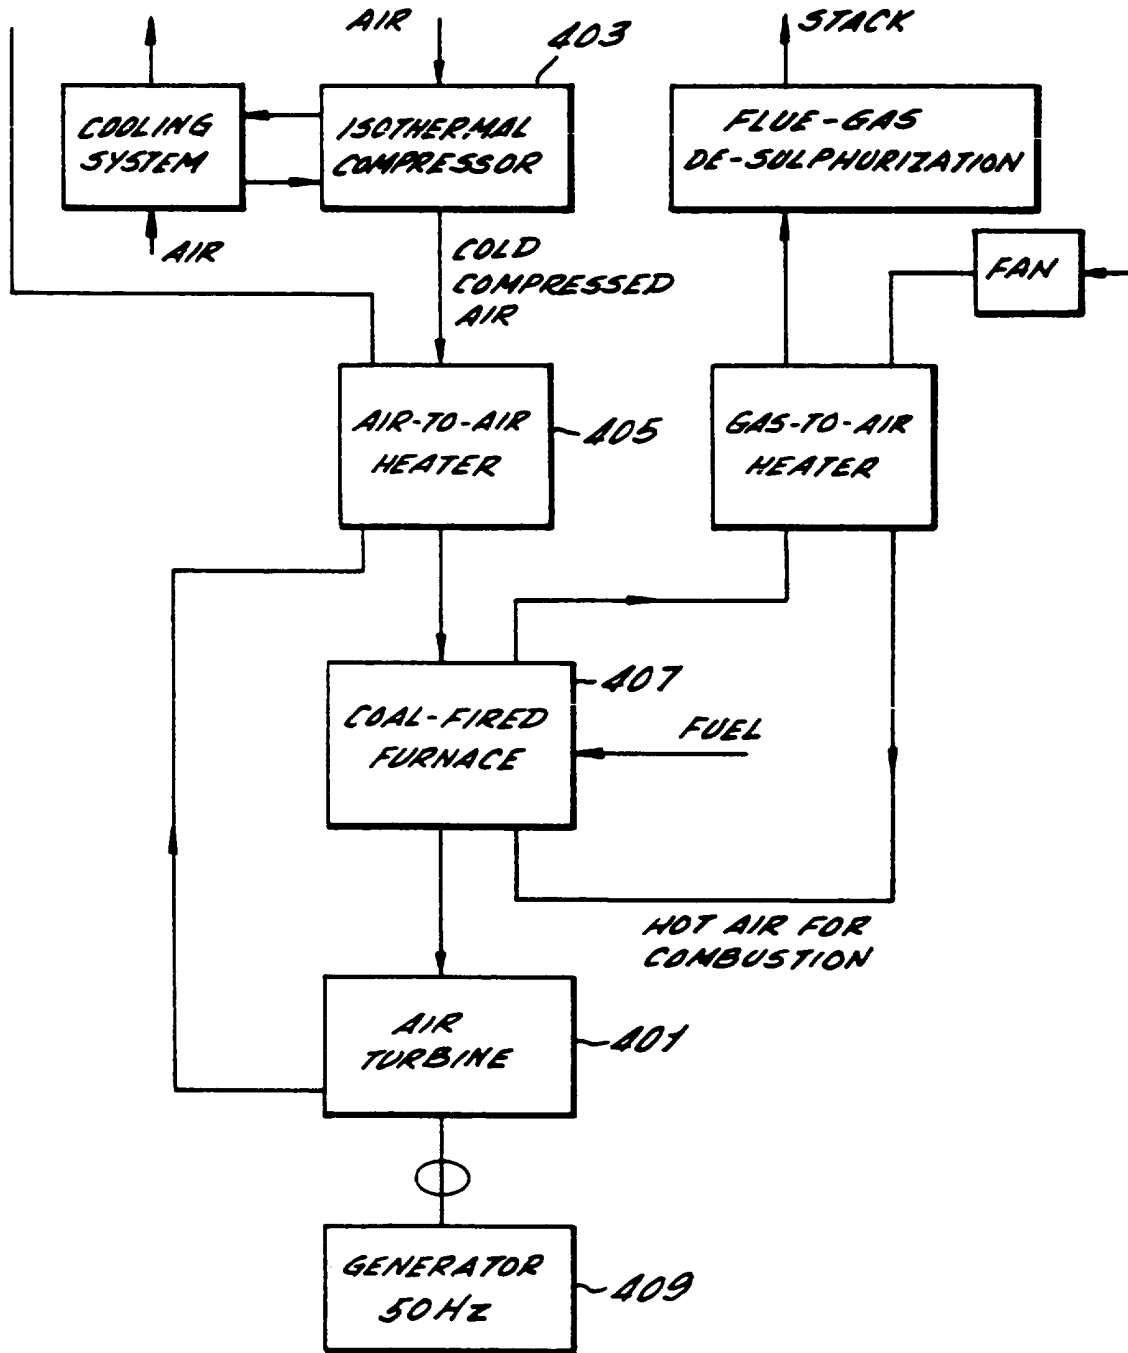 AIR
403
STACK
COOLING
SYSTEM
ISOTHERMAL
COMPRESSOR
FLUE-GAS
DE-SULPHURIZATION
AIR
COLD
COMPRESSED
AIR
FAN
AIR-TO-AIR
HEATER
405
GAS-TO-AIR
HEATER
407
COAL-FIRED
FURNACE
FUEL
HOT AIR FOR
COMBUSTION
AIR
TURBINE
401
GENERATOR
50Hz
409